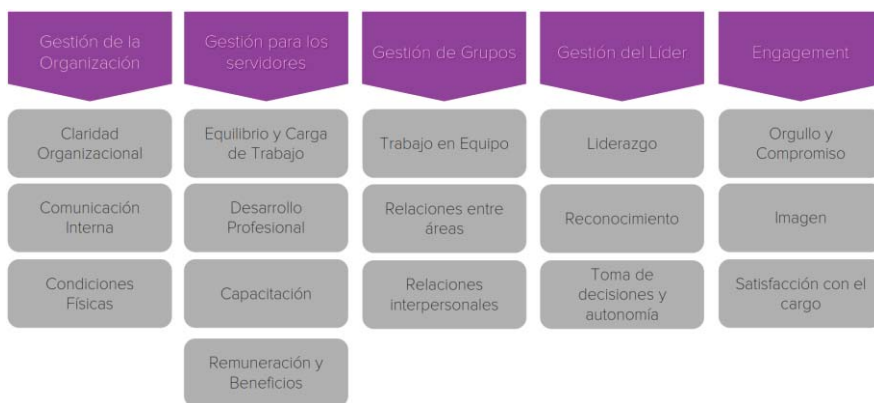 Gestión de la
Organización
Claridad
Organizacional
Comunicación
Interna
Condiciones
Físicas
Gestión para los
servidores
Equilibrio y Carga
de Trabajo
Desarrollo
Profesional
Capacitación
Remuneración y
Beneficios
Gestión de Grupos
Trabajo en Equipo
Relaciones entre
áreas
Relaciones
interpersonales
Gestión del Líder
Liderazgo
Reconocimiento
Toma de
decisiones y
autonomía
Engagement
Orgullo y
Compromiso
Imagen
Satisfacción con el
cargo